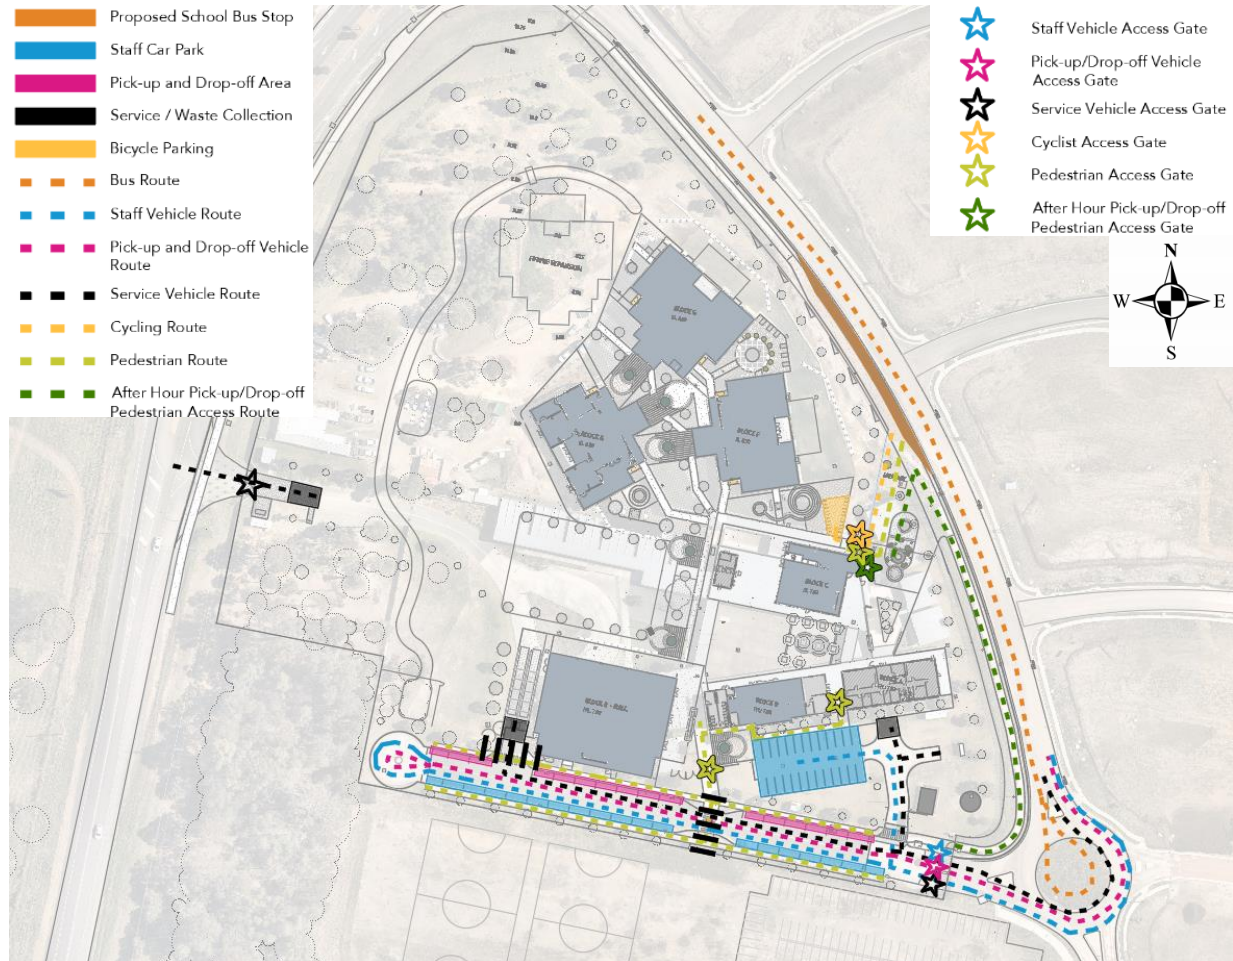 Proposed School Bus Stop
Staff Car Park
Pick-up and Drop-off Area
Service / Waste Collection
Bicycle Parking
Bus Route
Staff Vehicle Route
Pick-up and Drop-off Vehicle
Route
Service Vehicle Route
Cycling Route
Pedestrian Route
After Hour Pick-up/Drop-off
Pedestrian Access Route
Staff Vehicle Access Gate
Pick-up/Drop-off Vehicle
Access Gate
Service Vehicle Access Gate
Cyclist Access Gate
Pedestrian Access Gate
After Hour Pick-up/Drop-off
Pedestrian Access Gate
N
W
E
S